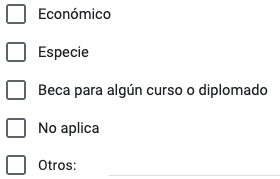 Económico
Especie
Beca para algún curso o diplomado
No aplica
Otros: